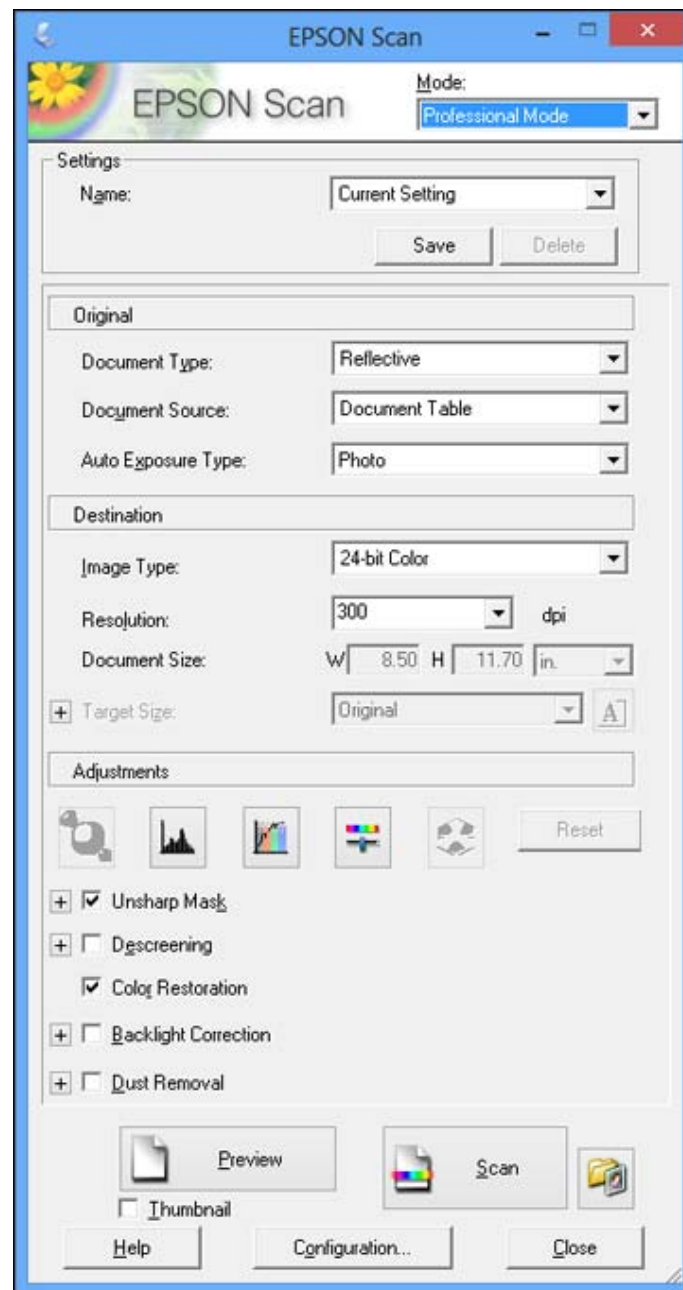 EPSON Scan
EPSON Scan
Mode:
Professional Mode
Settings
Name:
Current Setting
Save
Delete
Original
Document Type:
Reflective
Document Source:
Document Table
Auto Exposure Type:
Photo
Destination
Image Type:
24-bit Color
Resolution:
300
dpi
Document Size:
W 8.50 H 11.70 in.
Target Size:
Original
A
Adjustments
Reset
Unsharp Mask
Descreening
Color Restoration
Backlight Correction
Dust Removal
Preview
Scan
Thumbnail
Help
Configuration...
Close